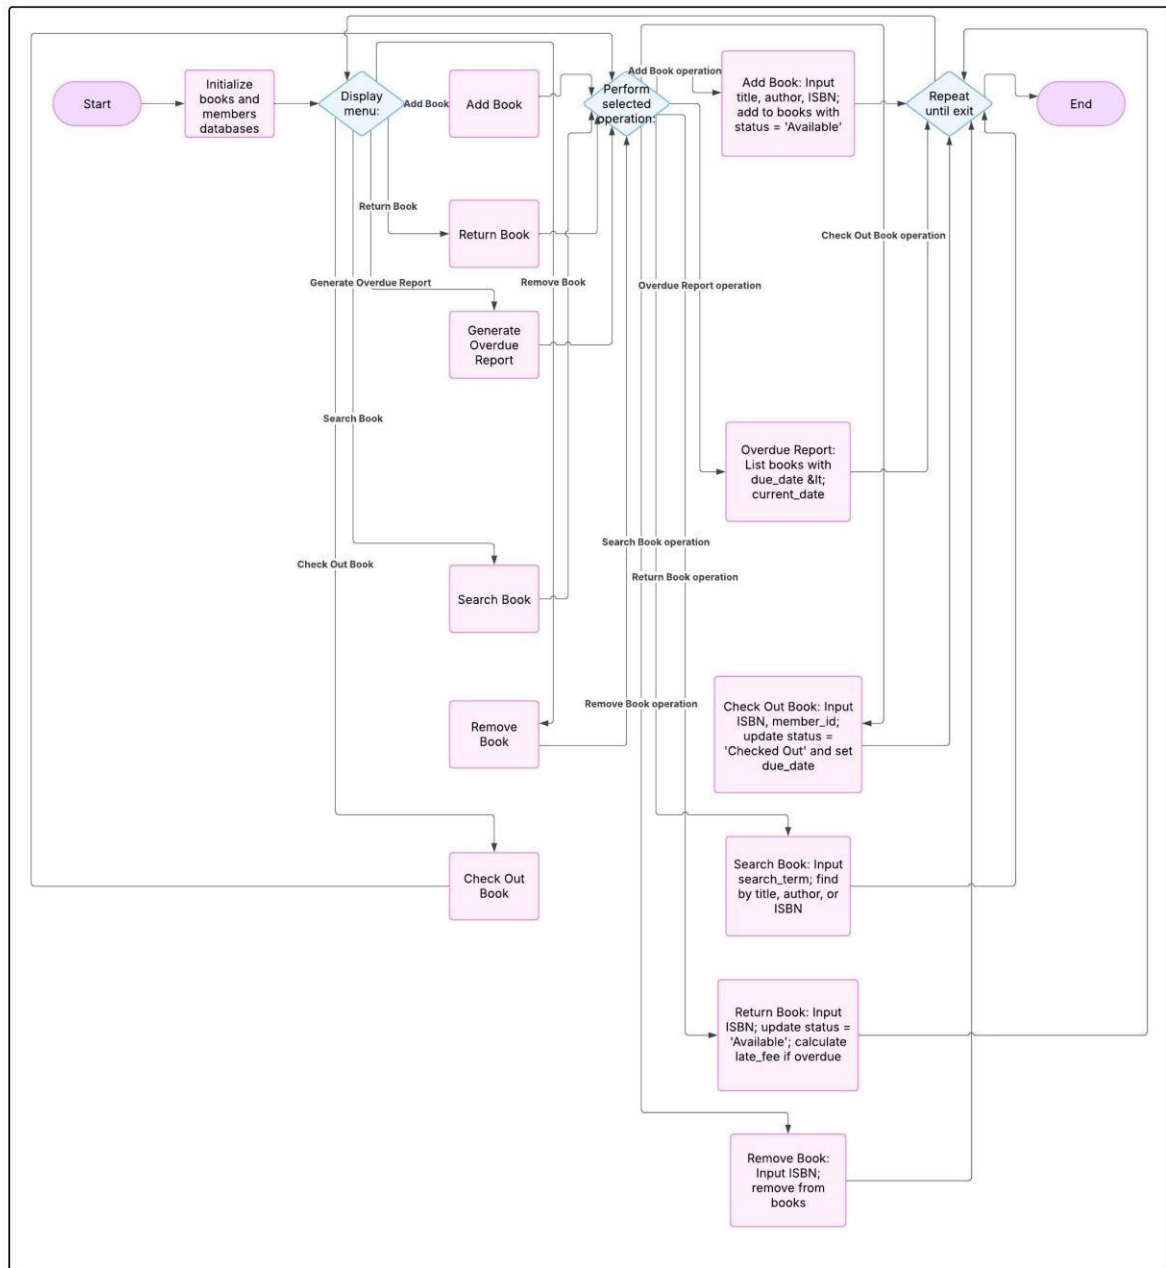 Start
Initialize
books and
members
databases
Display
menu:
Add Book
Add Book
Perform
selected
operation:
Add Book operation
Add Book: Input
title, author, ISBN;
add to books with
status = 'Available'
Repeat
until exit
End
Return Book
Return Book
Check Out Book operation
Generate Overdue Report
Remove Book
Overdue Report operation
Generate
Overdue
Report
Search Book
Overdue Report:
List books with
due_date &lt;
current_date
Search Book operation
Check Out Book
Return Book operation
Search Book
Remove Book operation
Remove
Book
Check Out Book: Input
ISBN, member_id;
update status =
'Checked Out' and set
due_date
Check Out
Book
Search Book: Input
search_term; find
by title, author, or
ISBN
Return Book: Input
ISBN; update status =
'Available'; calculate
late_fee if overdue
Remove Book:
Input ISBN;
remove from
books